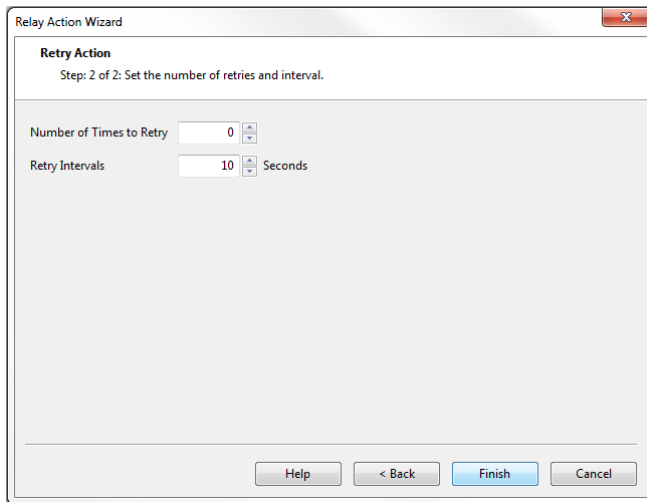 Relay Action Wizard
Retry Action
Step: 2 of 2: Set the number of retries and interval.
Number of Times to Retry 0
Retry Intervals 10 Seconds
Help < Back Finish Cancel